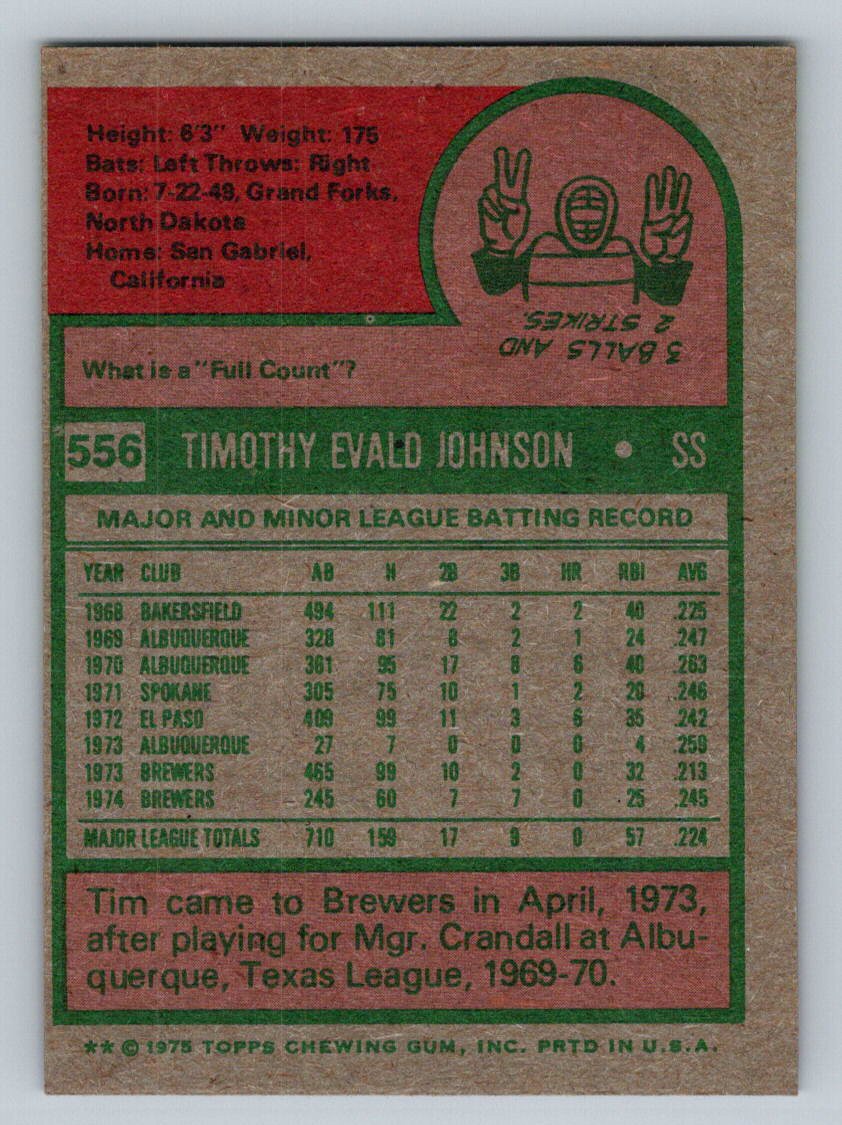 Height: 6'3" Weight: 175
Bats: Left Throws: Right
Born: 7-22-49, Grand Forks,
North Dakota
Home: San Gabriel,
California
3 BALLS AND
2 STRIKES.
What is a "Full Count"?
556 TIMOTHY EVALD JOHNSON • SS
MAJOR AND MINOR LEAGUE BATTING RECORD
YEAR CLUB AB H 2B 3B HR RBI AVG
1968 BAKERSFIELD 494 111 22 2 2 40 .225
1969 ALBUQUERQUE 328 81 8 2 1 24 .247
1970 ALBUQUERQUE 361 95 17 8 6 40 .263
1971 SPOKANE 305 75 10 1 2 28 .246
1972 EL PASO 409 99 11 3 6 35 .242
1973 ALBUQUERQUE 27 7 0 0 0 4 .259
1973 BREWERS 465 99 10 2 0 32 .213
1974 BREWERS 245 60 7 7 0 25 .245
MAJOR LEAGUE TOTALS 710 159 17 9 0 57 .224
Tim came to Brewers in April, 1973,
after playing for Mgr. Crandall at Albu-
querque, Texas League, 1969-70.
** © 1975 TOPPS CHEWING GUM, INC. PRTD IN U.S.A.